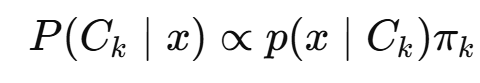 P(C_k | x) ∝ p(x | C_k)π_k